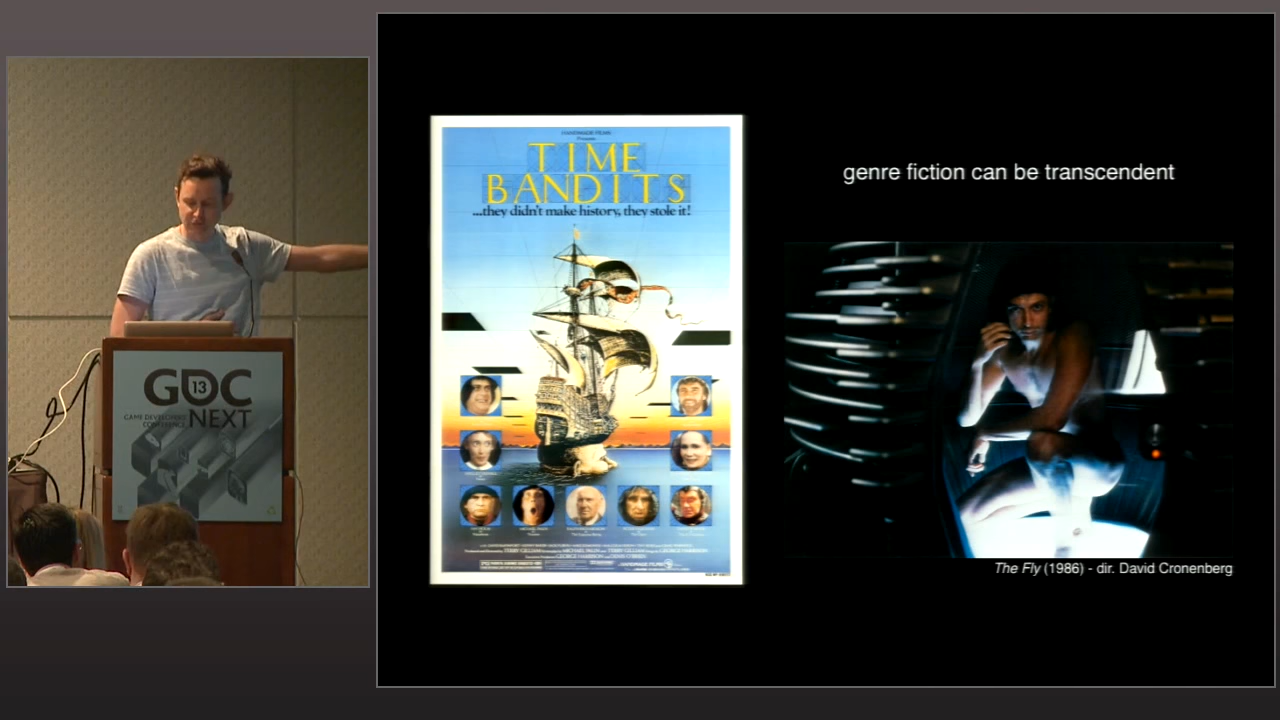 GDC
13
NEXT
GAME DEVELOPERS
CONFERENCE
HANDMADE FILMS
Presents
TIME
BANDITS
...they didn't make history, they stole it!
genre fiction can be transcendent
The Fly (1986) - dir. David Cronenberg